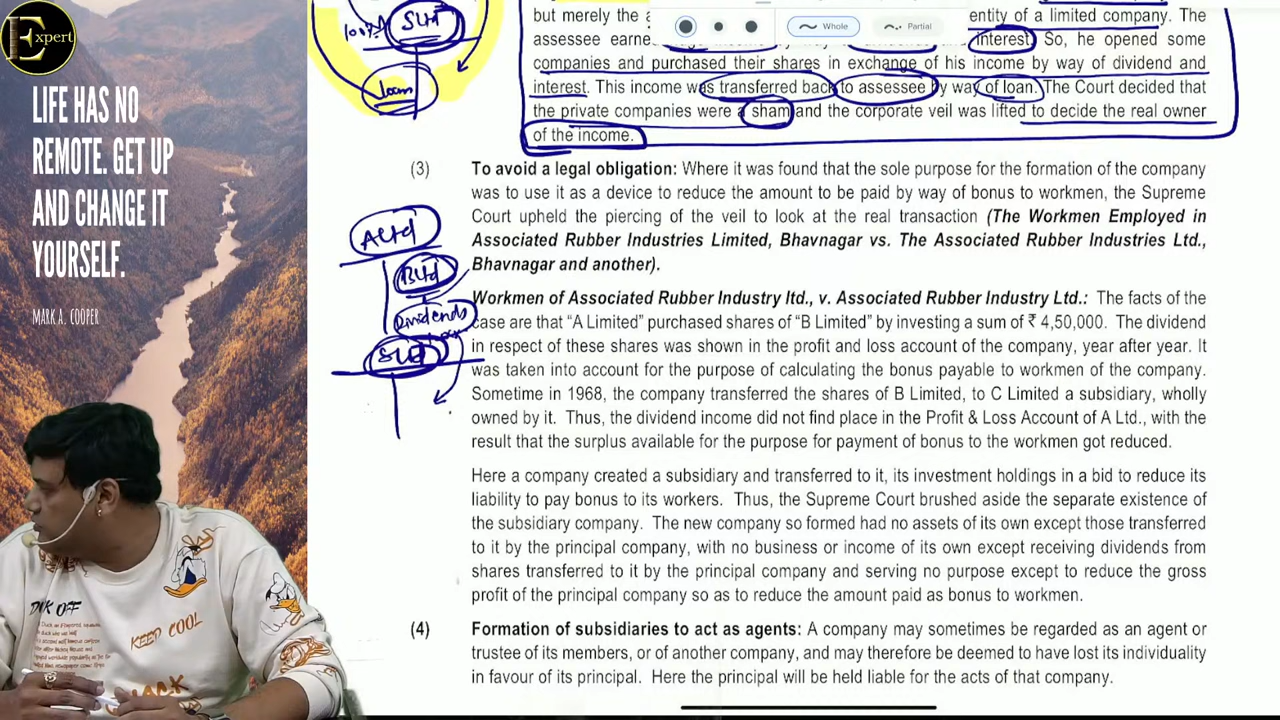 Expert
LIFE HAS NO
REMOTE. GET UP
AND CHANGE IT
YOURSELF.
MARK A. COOPER
100%
SLtd
loan
Whole
Partial
but merely the
entity of a limited company. The
assessee earne
interest. So, he opened some
companies and purchased their shares in exchange of his income by way of dividend and
interest. This income was transferred back to assessee by way of loan. The Court decided that
the private companies were a sham and the corporate veil was lifted to decide the real owner
of the income.
(3) To avoid a legal obligation: Where it was found that the sole purpose for the formation of the company
was to use it as a device to reduce the amount to be paid by way of bonus to workmen, the Supreme
Court upheld the piercing of the veil to look at the real transaction (The Workmen Employed in
Associated Rubber Industries Limited, Bhavnagar vs. The Associated Rubber Industries Ltd.,
Bhavnagar and another).
A Ltd
B Ltd
Dividends
S Ltd
Workmen of Associated Rubber Industry ltd., v. Associated Rubber Industry Ltd.: The facts of the
case are that “A Limited” purchased shares of “B Limited” by investing a sum of ₹ 4,50,000. The dividend
in respect of these shares was shown in the profit and loss account of the company, year after year. It
was taken into account for the purpose of calculating the bonus payable to workmen of the company.
Sometime in 1968, the company transferred the shares of B Limited, to C Limited a subsidiary, wholly
owned by it. Thus, the dividend income did not find place in the Profit & Loss Account of A Ltd., with the
result that the surplus available for the purpose for payment of bonus to the workmen got reduced.
Here a company created a subsidiary and transferred to it, its investment holdings in a bid to reduce its
liability to pay bonus to its workers. Thus, the Supreme Court brushed aside the separate existence of
the subsidiary company. The new company so formed had no assets of its own except those transferred
to it by the principal company, with no business or income of its own except receiving dividends from
shares transferred to it by the principal company and serving no purpose except to reduce the gross
profit of the principal company so as to reduce the amount paid as bonus to workmen.
(4) Formation of subsidiaries to act as agents: A company may sometimes be regarded as an agent or
trustee of its members, or of another company, and may therefore be deemed to have lost its individuality
in favour of its principal. Here the principal will be held liable for the acts of that company.
KEEP COOL